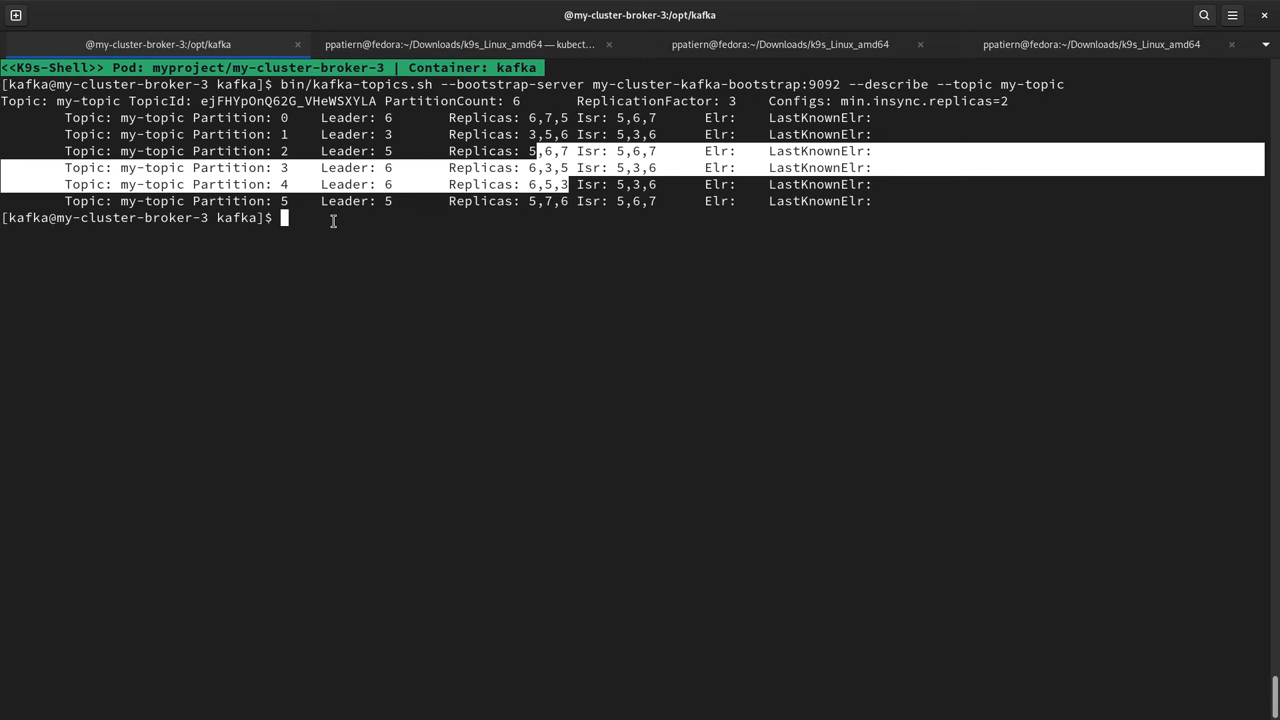 @my-cluster-broker-3:/opt/kafka
@my-cluster-broker-3:/opt/kafka
ppatiern@fedora:~/Downloads/k9s_Linux_amd64 — kubect...
ppatiern@fedora:~/Downloads/k9s_Linux_amd64
ppatiern@fedora:~/Downloads/k9s_Linux_amd64
<<K9s-Shell>> Pod: myproject/my-cluster-broker-3 | Container: kafka
[kafka@my-cluster-broker-3 kafka]$ bin/kafka-topics.sh --bootstrap-server my-cluster-kafka-bootstrap:9092 --describe --topic my-topic
Topic: my-topic TopicId: ejFHYpOnQ62G_VHeWSXYLA PartitionCount: 6 ReplicationFactor: 3 Configs: min.insync.replicas=2
Topic: my-topic Partition: 0 Leader: 6 Replicas: 6,7,5 Isr: 5,6,7 Elr: LastKnownElr:
Topic: my-topic Partition: 1 Leader: 3 Replicas: 3,5,6 Isr: 5,3,6 Elr: LastKnownElr:
Topic: my-topic Partition: 2 Leader: 5 Replicas: 5,6,7 Isr: 5,6,7 Elr: LastKnownElr:
Topic: my-topic Partition: 3 Leader: 6 Replicas: 6,3,5 Isr: 5,3,6 Elr: LastKnownElr:
Topic: my-topic Partition: 4 Leader: 6 Replicas: 6,5,3 Isr: 5,3,6 Elr: LastKnownElr:
Topic: my-topic Partition: 5 Leader: 5 Replicas: 5,7,6 Isr: 5,6,7 Elr: LastKnownElr:
[kafka@my-cluster-broker-3 kafka]$